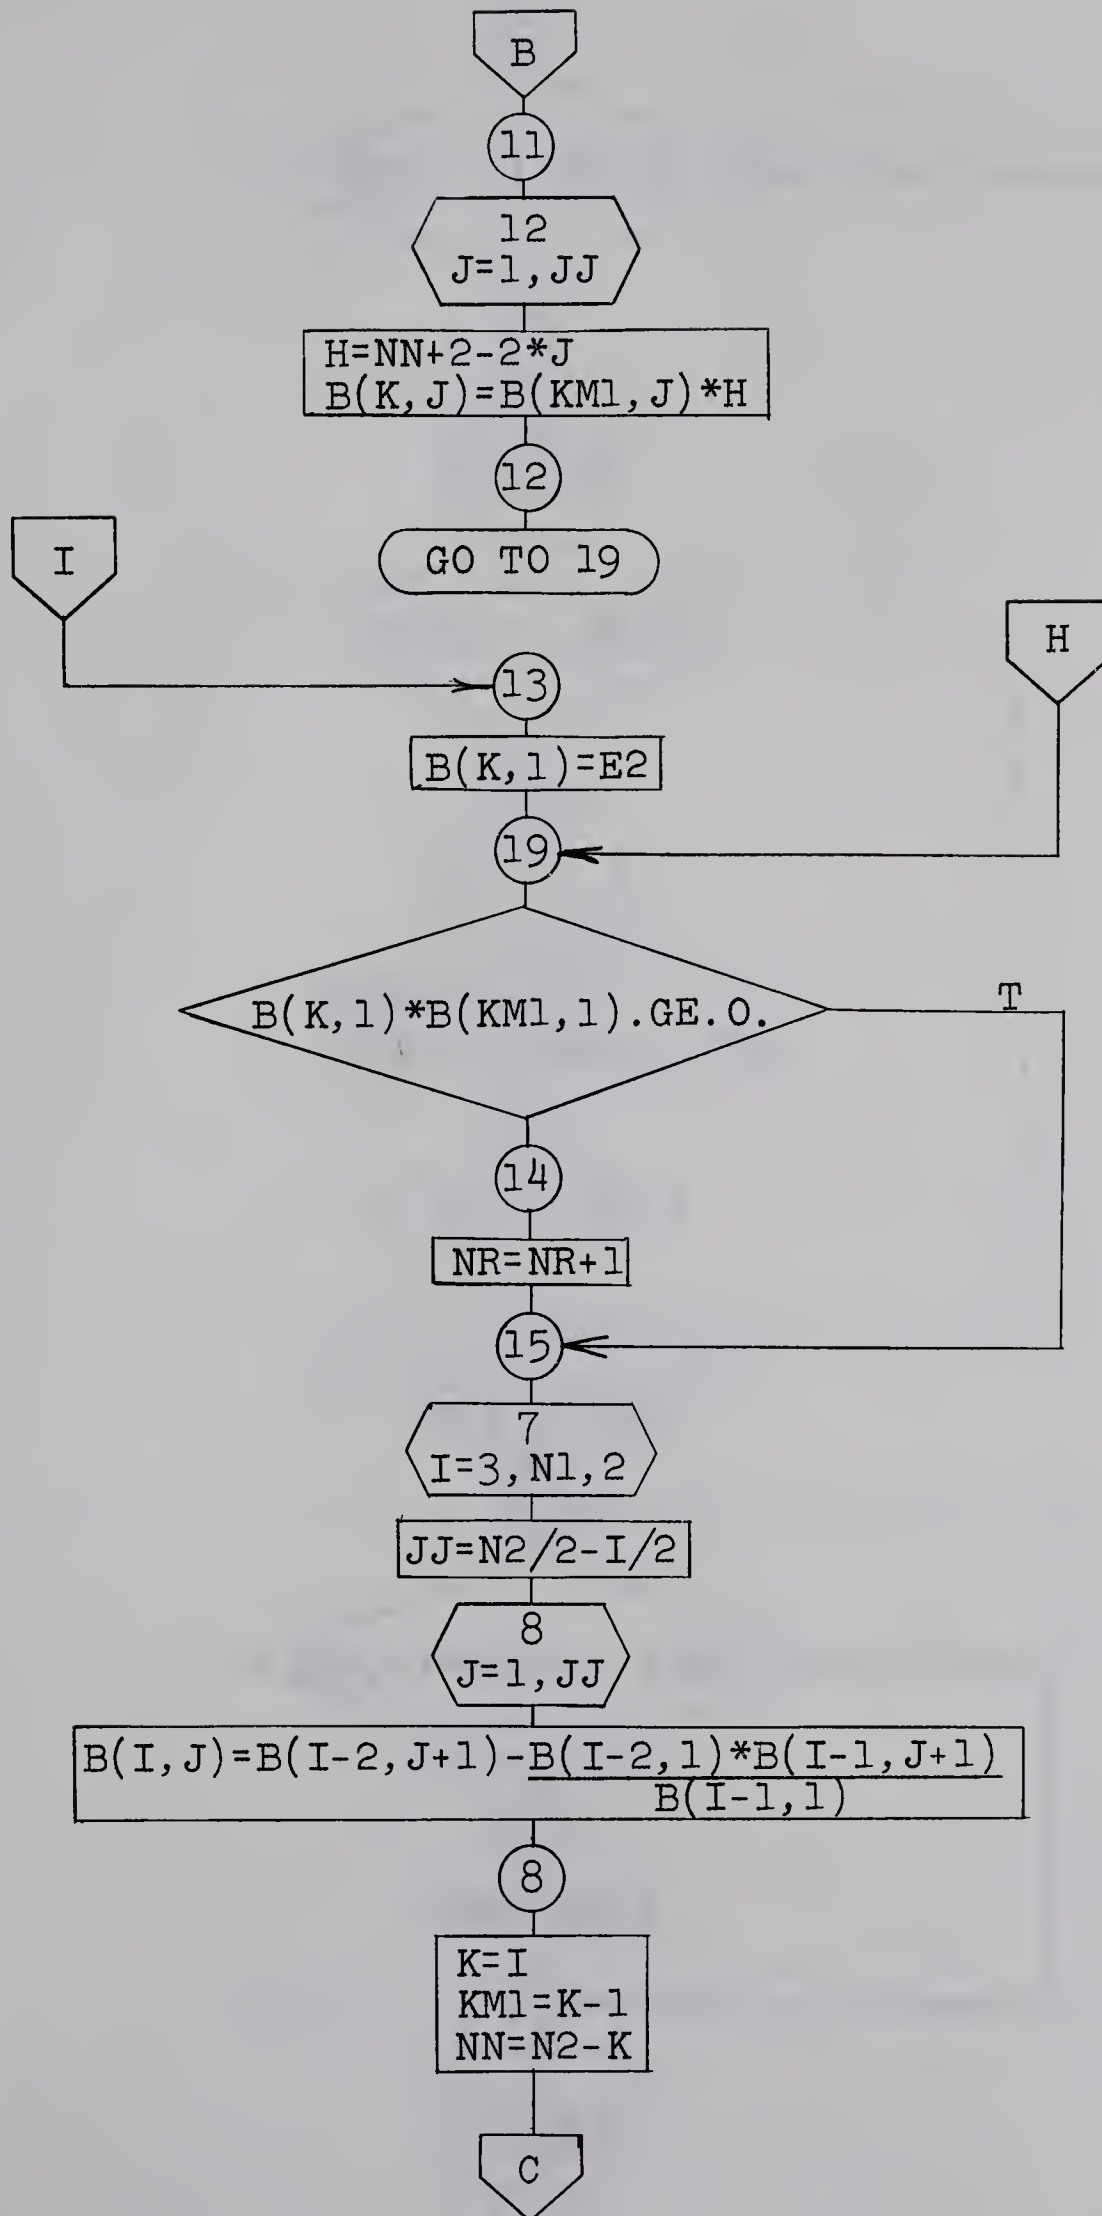 B
11
12
J=1,JJ
H=NN+2-2*J
B(K,J)=B(KM1,J)*H
12
I
GO TO 19
H
13
B(K,1)=E2
19
B(K,1)*B(KM1,1).GE.0.
T
14
NR=NR+1
15
7
I=3,N1,2
JJ=N2/2-I/2
8
J=1,JJ
B(I,J)=B(I-2,J+1)-B(I-2,1)*B(I-1,J+1)
B(I-1,1)
8
K=I
KM1=K-1
NN=N2-K
C